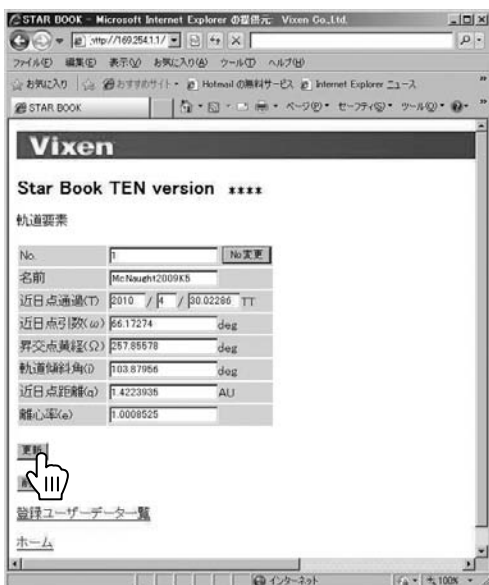 STAR BOOK - Microsoft Internet Explorer の提供元: Vixen Co.,Ltd.
http://169.254.1.1/
ファイル(F) 編集(E) 表示(V) お気に入り(A) ツール(T) ヘルプ(H)
お気に入り おすすめサイト Hotmail の無料サービス Internet Explorer ニュース
STAR BOOK ページ(P) セーフティ(S) ツール(O)
Vixen
Star Book TEN version ****
軌道要素
No. 1 No変更
名前 McNaught2009K5
近日点通過(T) 2010 / 4 / 30.02286 TT
近日点引数(ω) 66.17274 deg
昇交点黄経(Ω) 257.85578 deg
軌道傾斜角(i) 103.87956 deg
近日点距離(q) 1.4223935 AU
離心率(e) 1.0008525
更新
登録ユーザーデータ一覧
ホーム
インターネット 100%